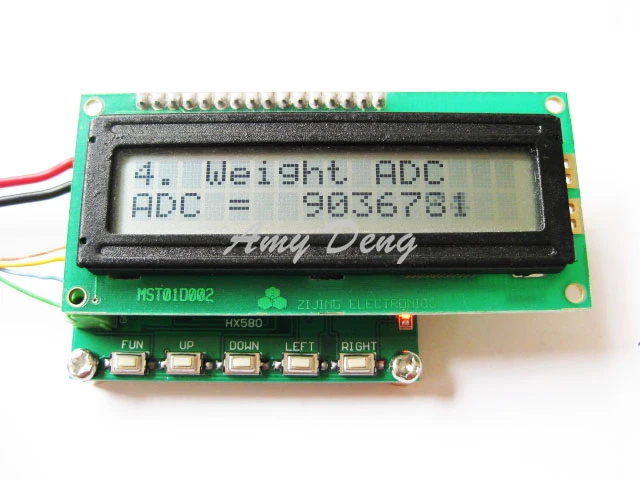 4. Weight ADC
ADC = 9036781
Amy Deng
MST01D002
ZIJING ELECTRONICS
HX580
FUN UP DOWN LEFT RIGHT